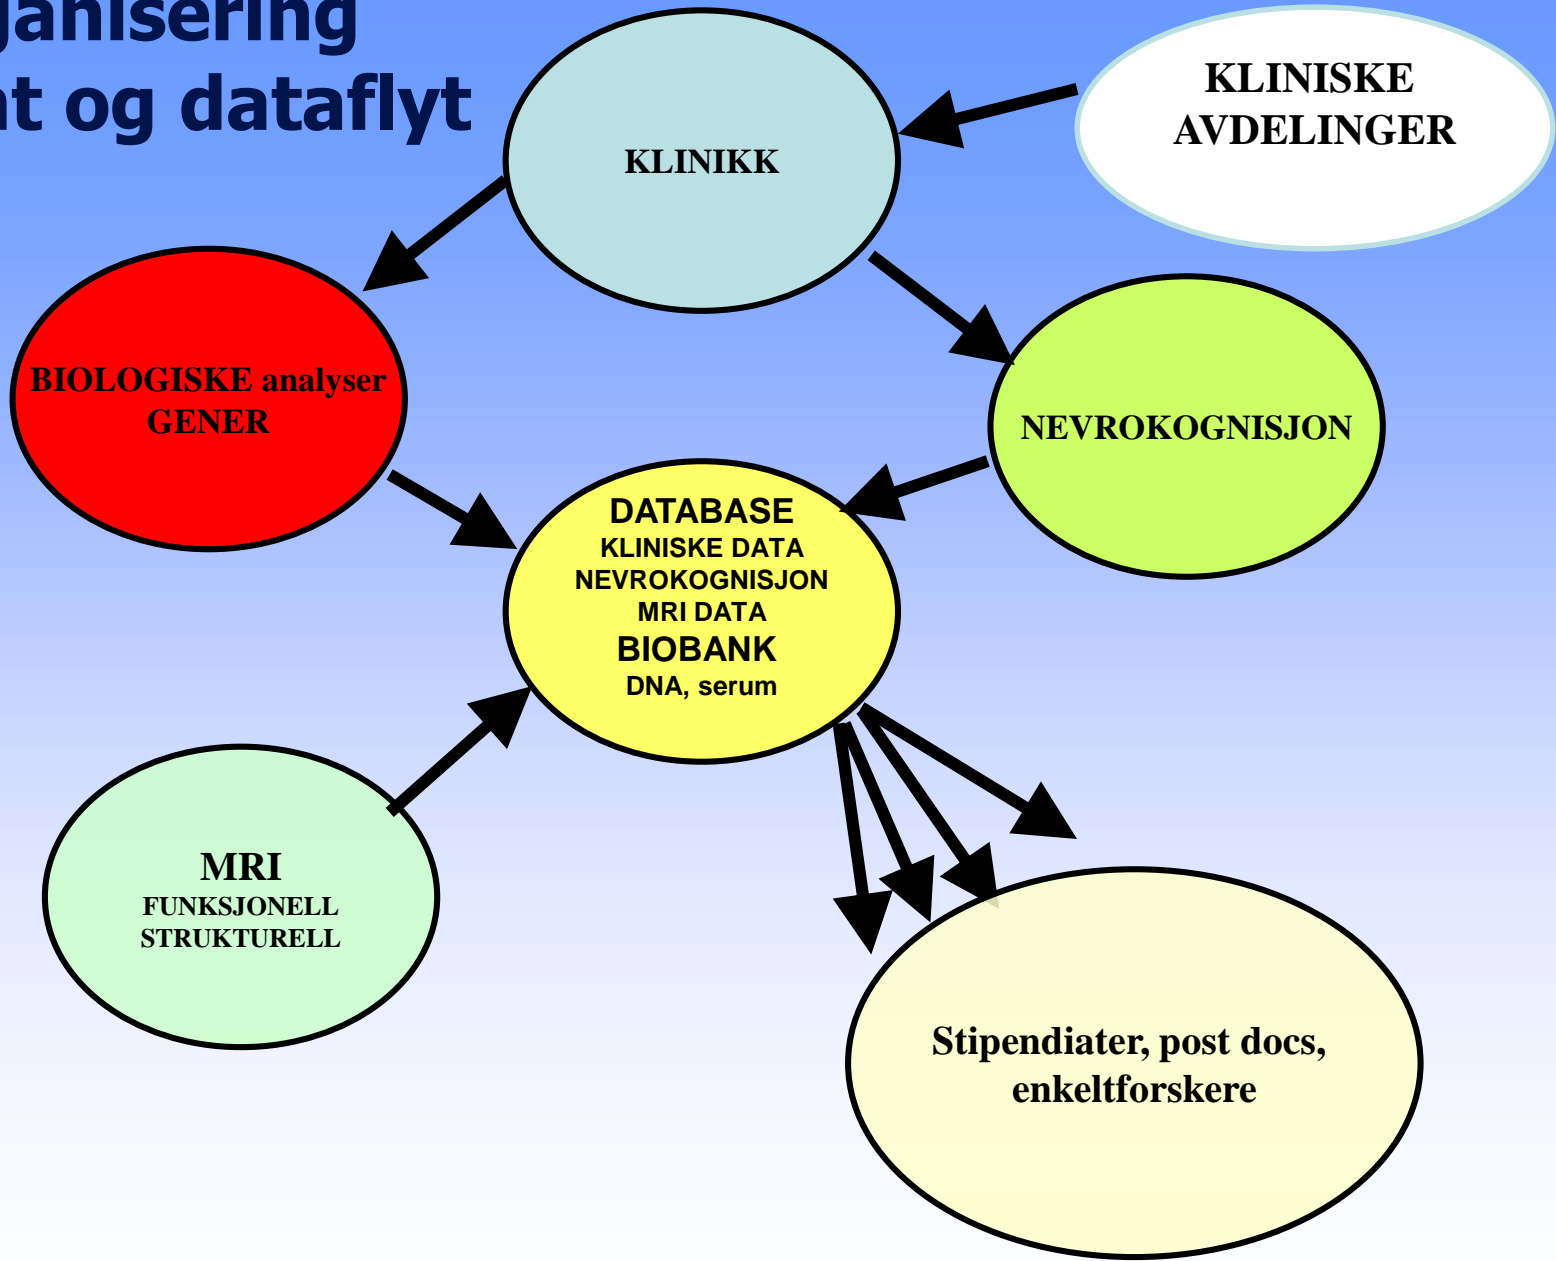 ganisering
nt og dataflyt
KLINISKE
AVDELINGER
KLINIKK
BIOLOGISKE analyser
GENER
NEVROKOGNISJON
DATABASE
KLINISKE DATA
NEVROKOGNISJON
MRI DATA
BIOBANK
DNA, serum
MRI
FUNKSJONELL
STRUKTURELL
Stipendiater, post docs,
enkeltforskere